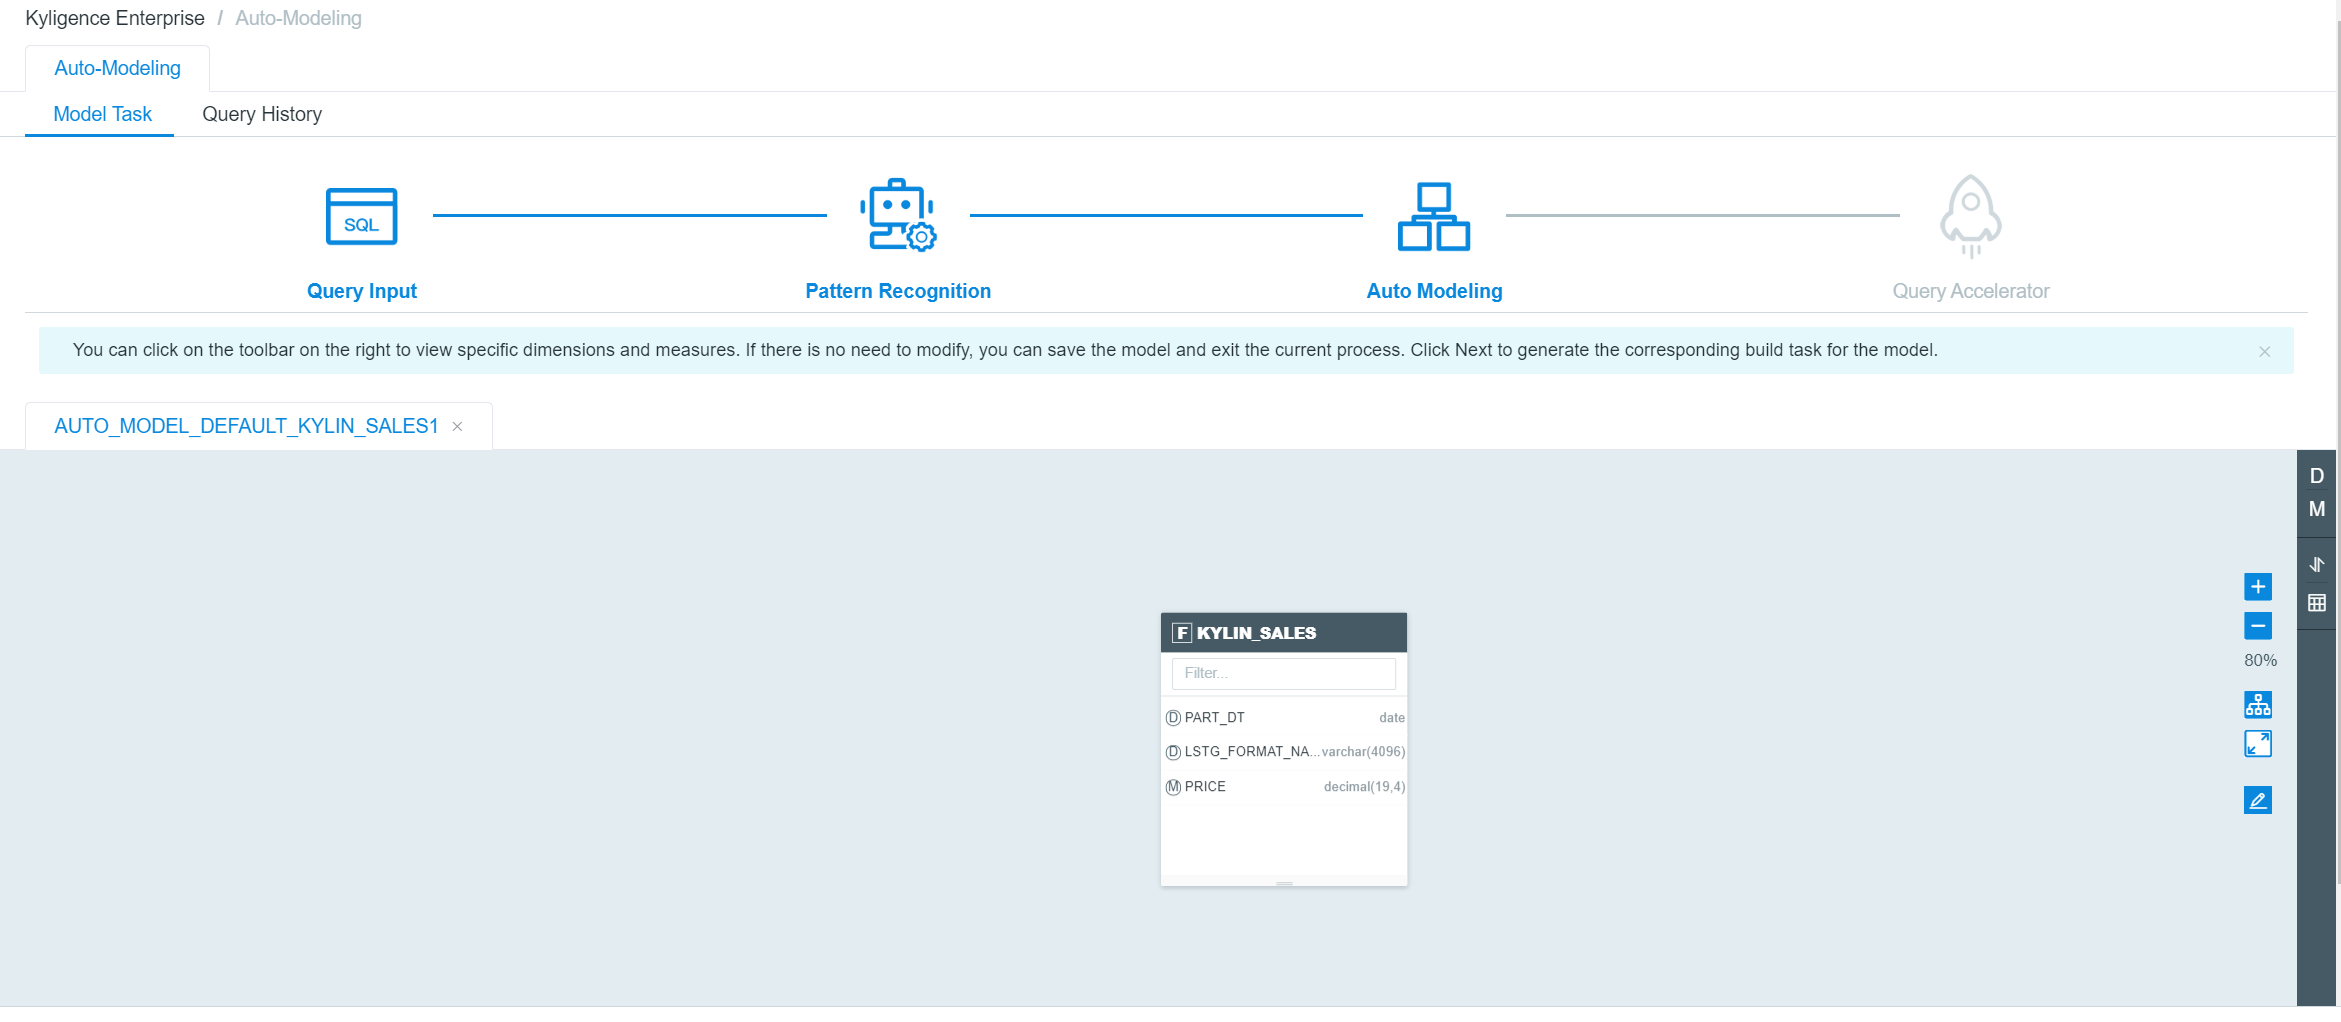 Kyligence Enterprise / Auto-Modeling
Auto-Modeling
Model Task Query History
SQL
Query Input Pattern Recognition Auto Modeling Query Accelerator
You can click on the toolbar on the right to view specific dimensions and measures. If there is no need to modify, you can save the model and exit the current process. Click Next to generate the corresponding build task for the model.
AUTO_MODEL_DEFAULT_KYLIN_SALES1
D
M
F KYLIN_SALES
Filter...
D PART_DT date
D LSTG_FORMAT_NA... varchar(4096)
M PRICE decimal(19,4)
80%